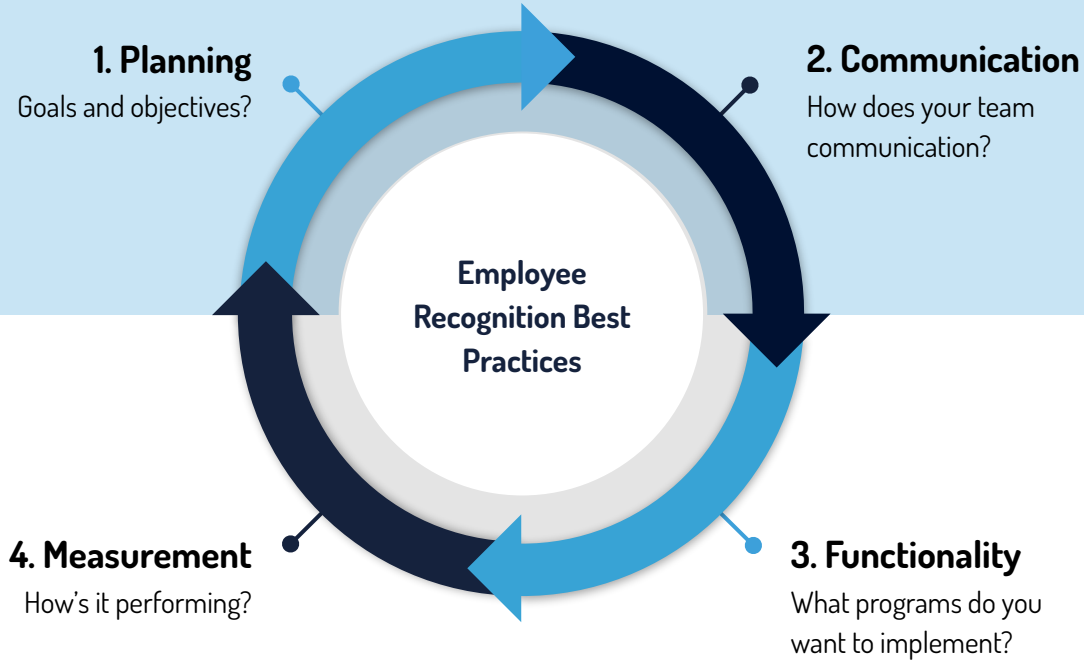 1. Planning
Goals and objectives?
2. Communication
How does your team
communication?
Employee
Recognition Best
Practices
3. Functionality
What programs do you
want to implement?
4. Measurement
How's it performing?